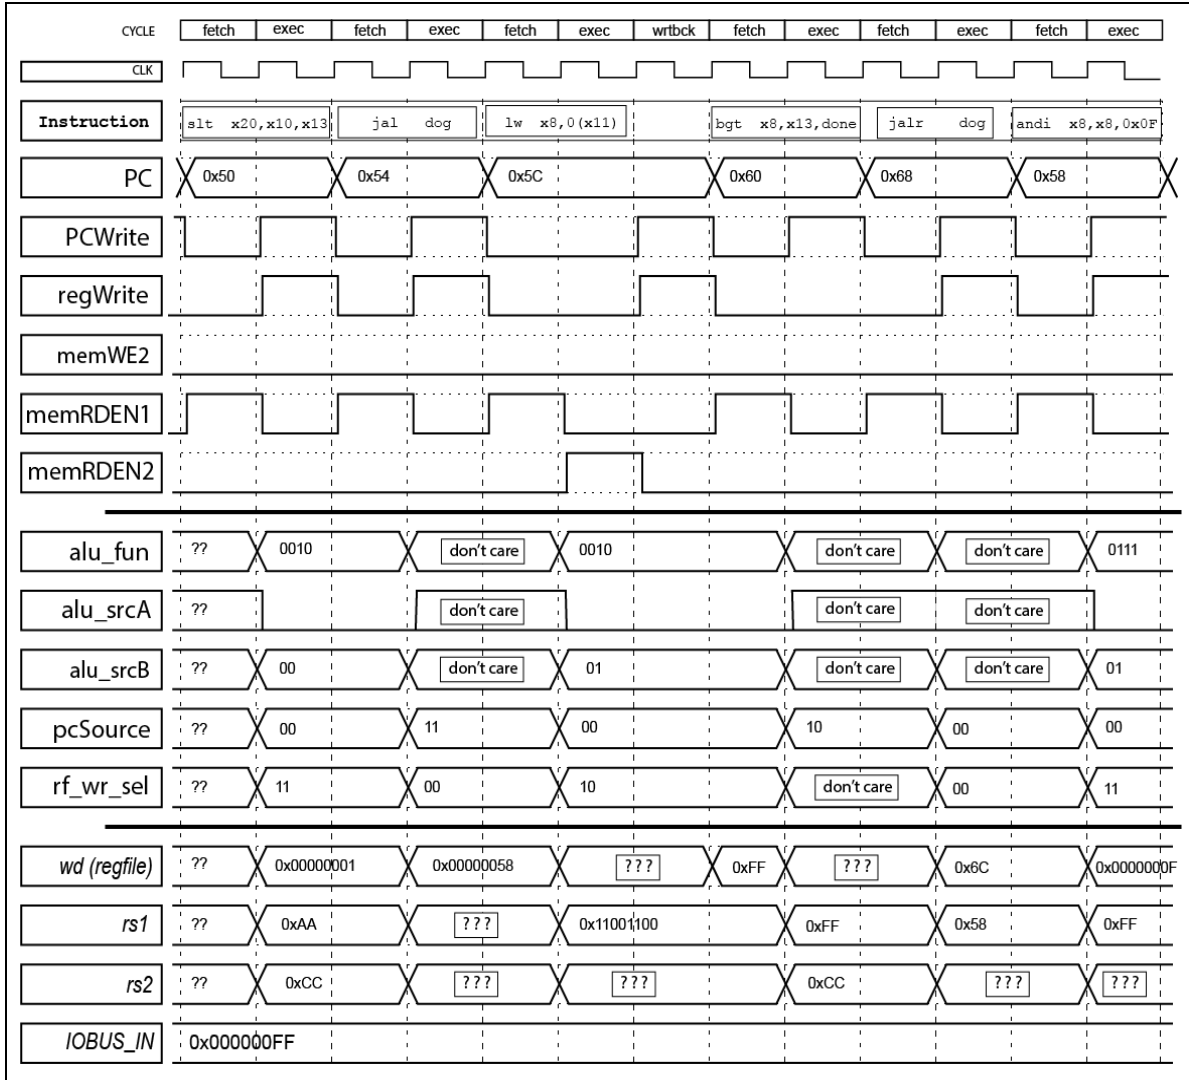 CYCLE fetch exec fetch exec fetch exec wrtbck fetch exec fetch exec fetch exec
CLK
Instruction slt x20,x10,x13 jal dog lw x8,0(x11) bgt x8,x13,done jalr dog andi x8,x8,0x0F
PC 0x50 0x54 0x5C 0x60 0x68 0x58
PCWrite
regWrite
memWE2
memRDEN1
memRDEN2
alu_fun ?? 0010 don't care 0010 don't care don't care 0111
alu_srcA ?? don't care don't care don't care
alu_srcB ?? 00 don't care 01 don't care don't care 01
pcSource ?? 00 11 00 10 00 00
rf_wr_sel ?? 11 00 10 don't care 00 11
wd (regfile) ?? 0x00000001 0x00000058 ??? 0xFF ??? 0x6C 0x0000000F
rs1 ?? 0xAA ??? 0x11001100 0xFF 0x58 0xFF
rs2 ?? 0xCC ??? ??? 0xCC ??? ???
IOBUS_IN 0x000000FF